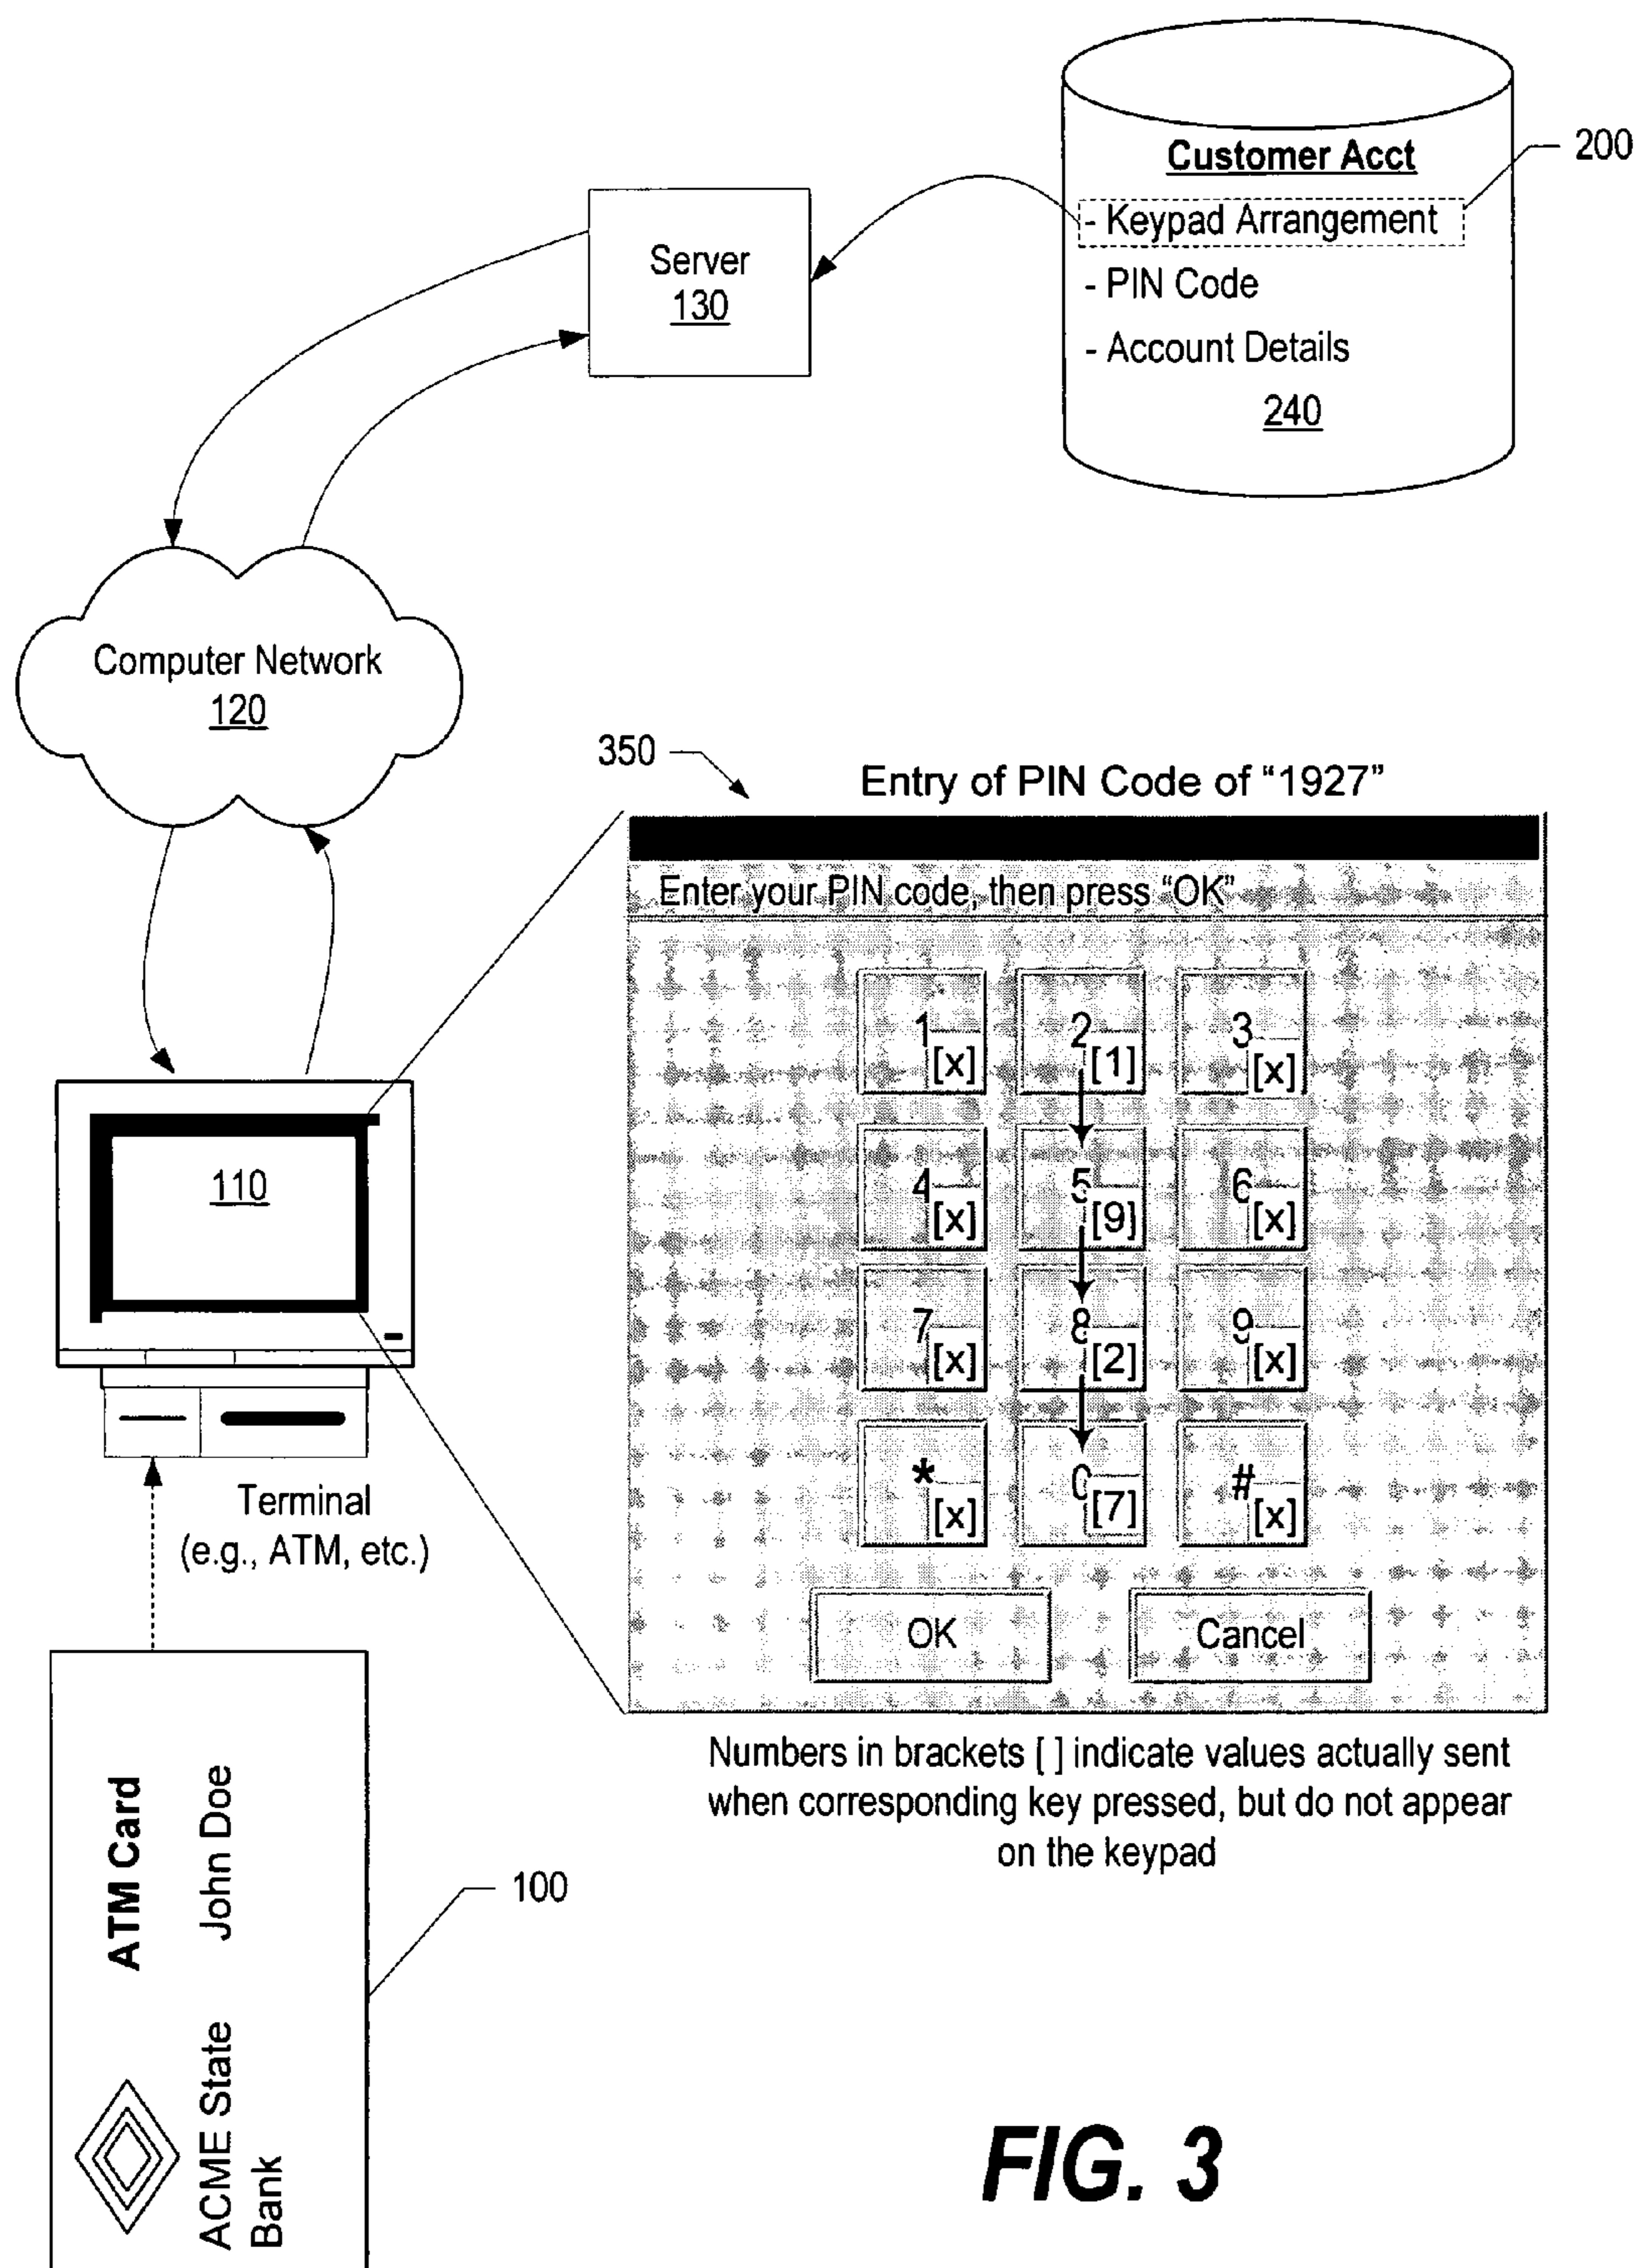 Customer Acct
200
- Keypad Arrangement
- PIN Code
- Account Details
240
Server
130
Computer Network
120
350
Entry of PIN Code of “1927”
Enter your PIN code, then press “OK”
1 [x] 2 [1] 3 [x]
4 [x] 5 [9] 6 [x]
7 [x] 8 [2] 9 [x]
* [x] 0 [7] # [x]
OK Cancel
Numbers in brackets [ ] indicate values actually sent
when corresponding key pressed, but do not appear
on the keypad
110
Terminal
(e.g., ATM, etc.)
ATM Card
John Doe
ACME State
Bank
100
FIG. 3